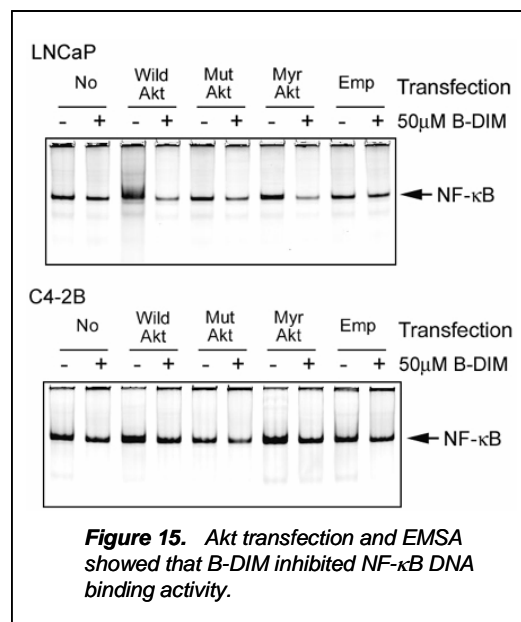 LNCaP
No Wild Akt Mut Akt Myr Akt Emp Transfection
- + - + - + - + - + 50μM B-DIM
NF-κB
C4-2B
No Wild Akt Mut Akt Myr Akt Emp Transfection
- + - + - + - + - + 50μM B-DIM
NF-κB
Figure 15. Akt transfection and EMSA
showed that B-DIM inhibited NF-κB DNA
binding activity.